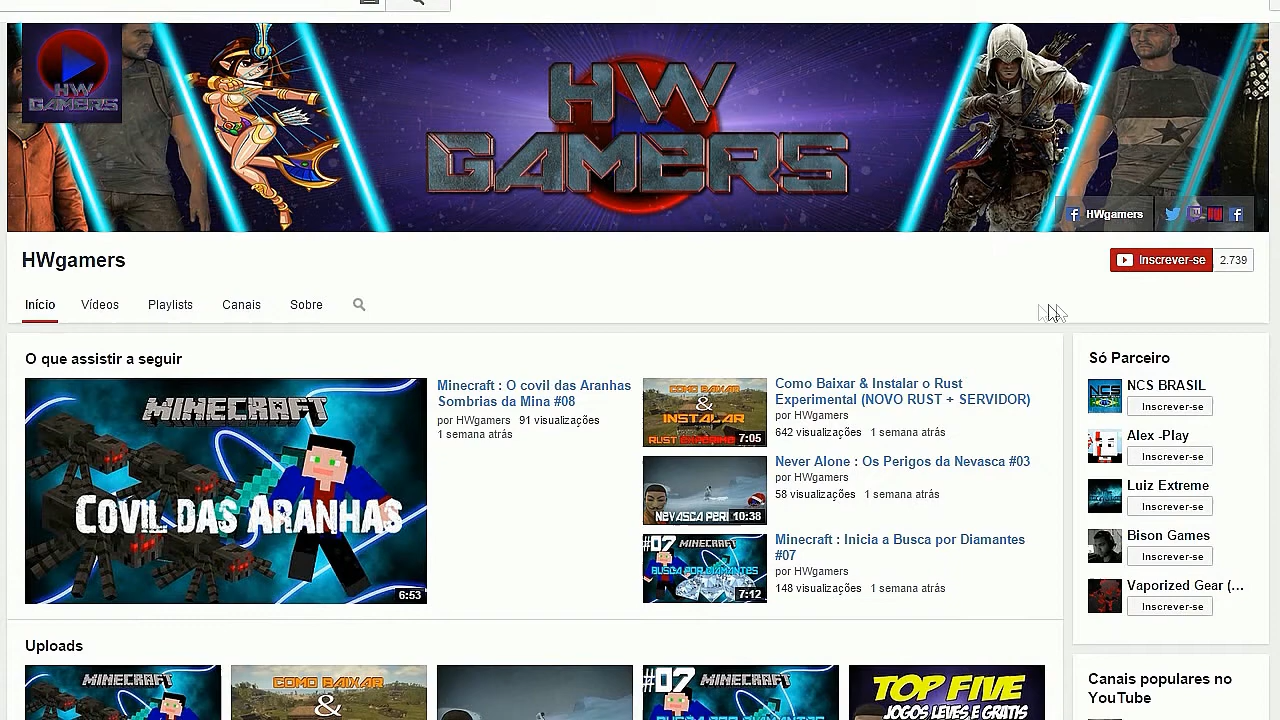 HW
GAMERS
HW
GAMERS
HWgamers
HWgamers
Inscrever-se 2.739
Início Vídeos Playlists Canais Sobre
O que assistir a seguir
MINECRAFT
COVIL DAS ARANHAS
6:53
Minecraft : O covil das Aranhas
Sombrias da Mina #08
por HWgamers 91 visualizações
1 semana atrás
COMO BAIXAR
&
INSTALAR
RUST EXPERIME
7:05
Como Baixar & Instalar o Rust
Experimental (NOVO RUST + SERVIDOR)
por HWgamers
642 visualizações 1 semana atrás
NEVASCA PERI
10:38
Never Alone : Os Perigos da Nevasca #03
por HWgamers
58 visualizações 1 semana atrás
#07 MINECRAFT
BUSCA POR DIAMANTES
7:12
Minecraft : Inicia a Busca por Diamantes
#07
por HWgamers
148 visualizações 1 semana atrás
Só Parceiro
NCS
NCS BRASIL
Inscrever-se
Alex -Play
Inscrever-se
Luiz Extreme
Inscrever-se
Bison Games
Inscrever-se
Vaporized Gear (...
Inscrever-se
Uploads
MINECRAFT
COMO BAIXAR
&
#07 MINECRAFT
BUSCA POR DIAMANTES
TOP FIVE
JOGOS LEVES E GRATIS
Canais populares no
YouTube